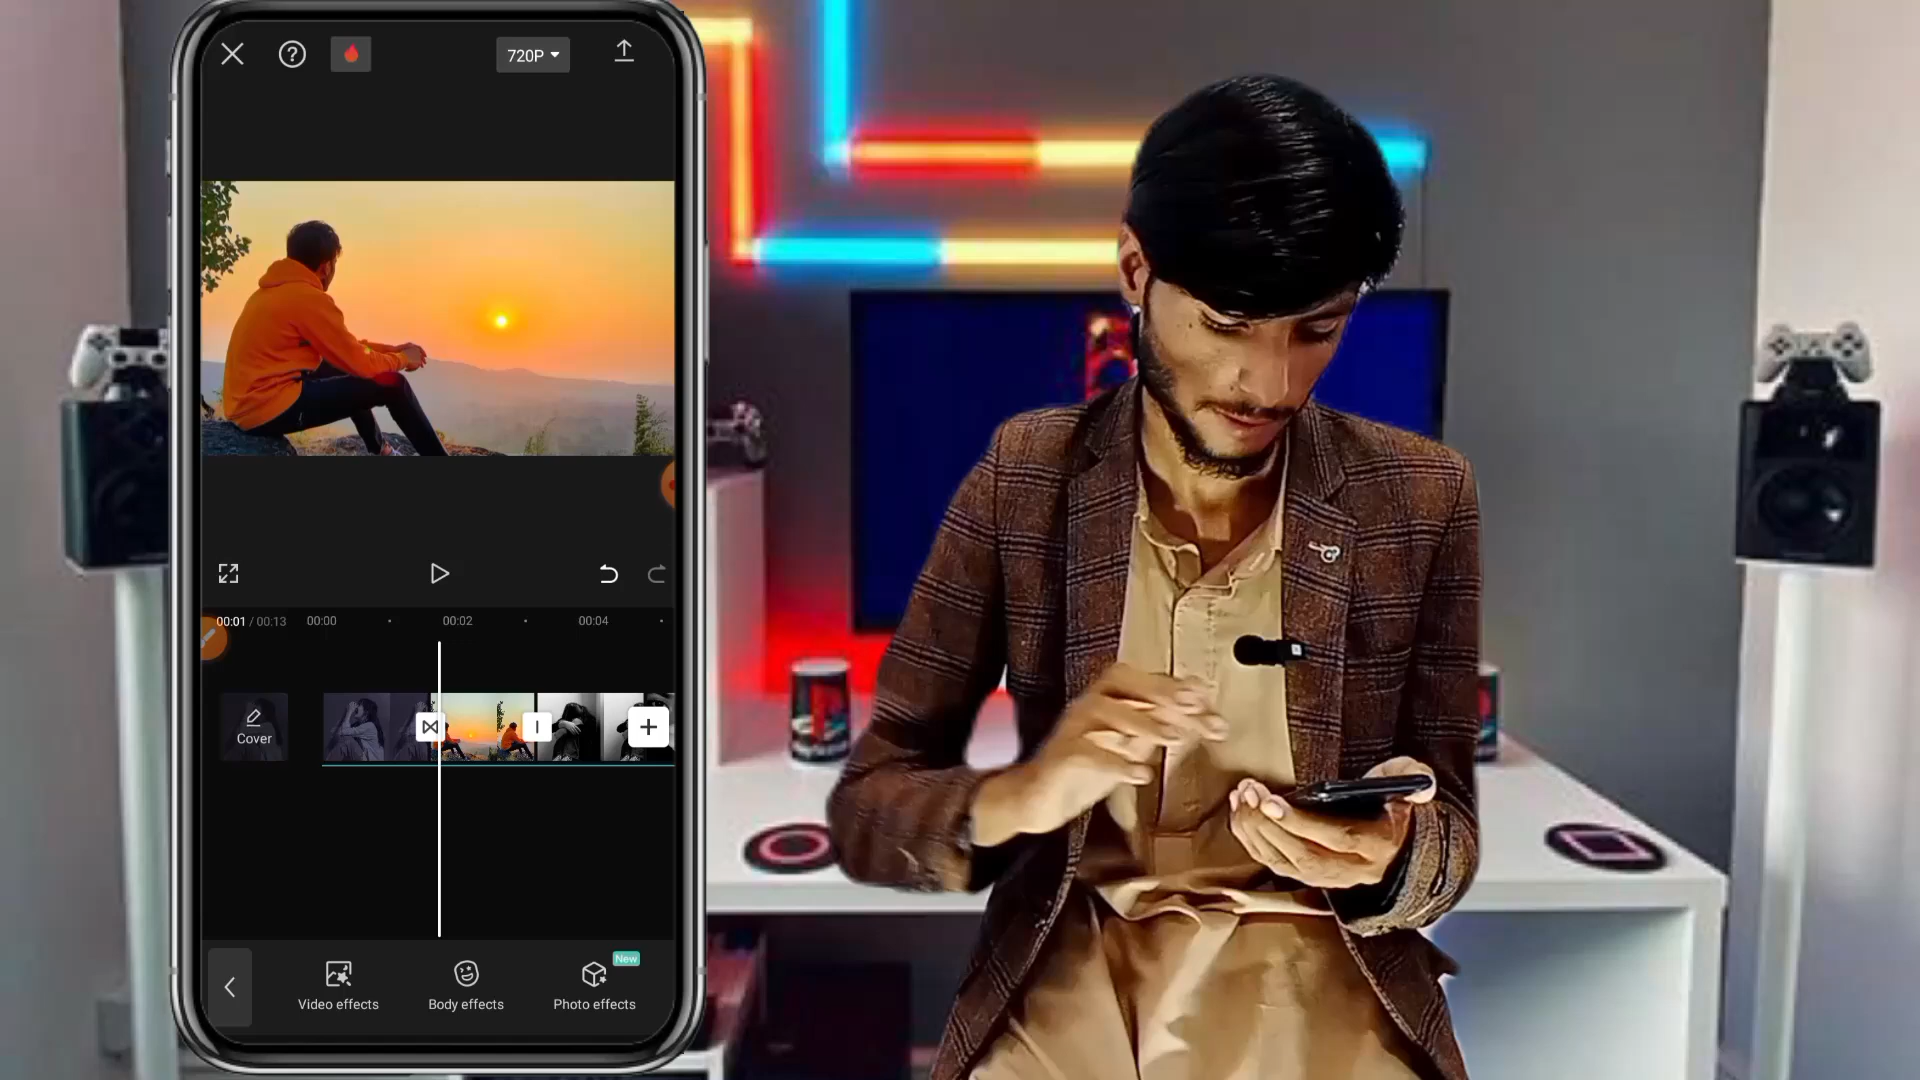 720P
00:01 / 00:13 00:00 00:02 00:04
Cover
New
Video effects Body effects Photo effects